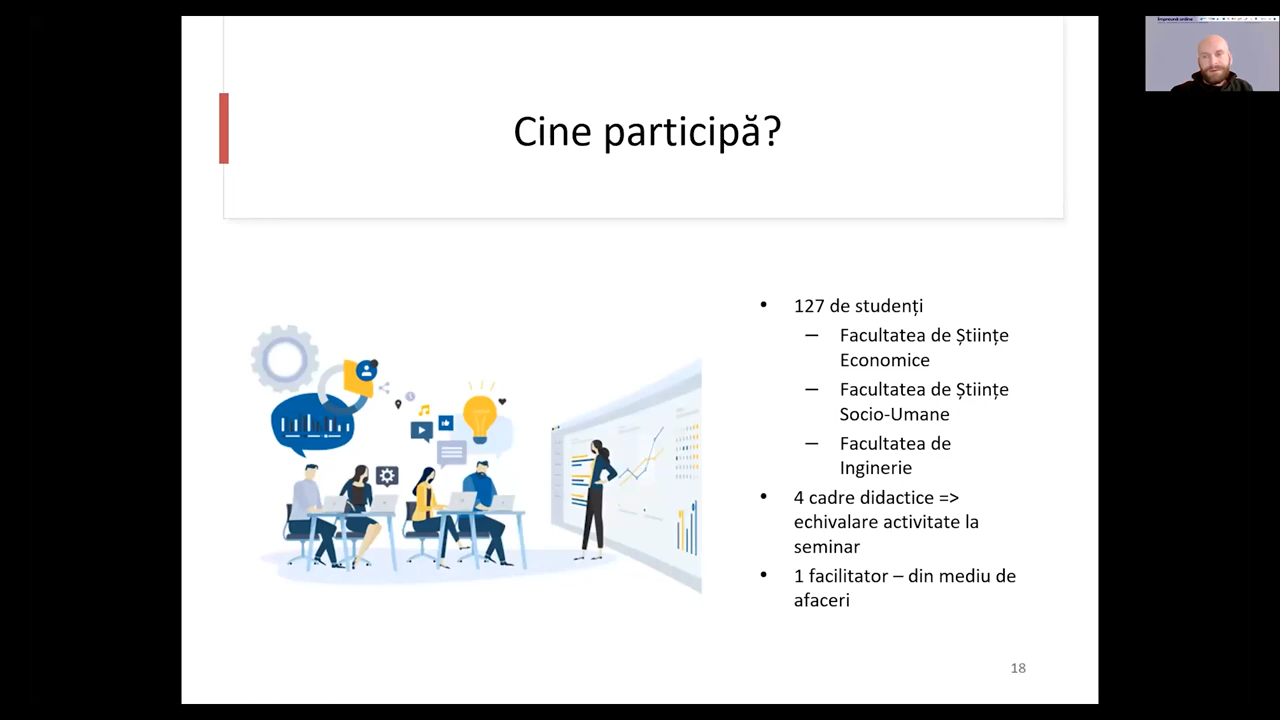 Cine participă?
• 127 de studenți
– Facultatea de Științe
Economice
– Facultatea de Științe
Socio-Umane
– Facultatea de
Inginerie
• 4 cadre didactice =>
echivalare activitate la
seminar
• 1 facilitator – din mediu de
afaceri
18